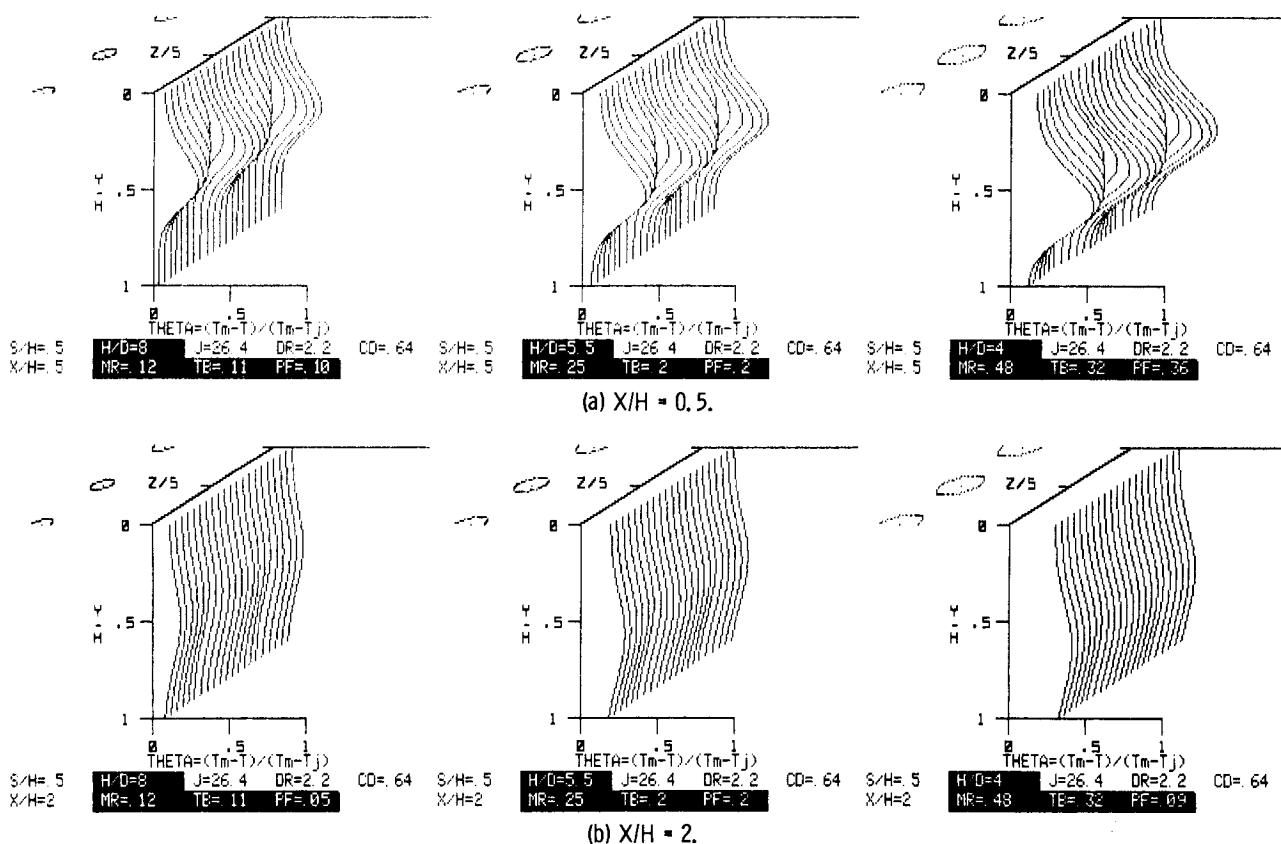 Z/S Z/S Z/S
0 0 0
Y/H .5 Y/H .5 Y/H .5
1 1 1
0 .5 1 0 .5 1 0 .5 1
THETA=(Tm-T)/(Tm-Tj) THETA=(Tm-T)/(Tm-Tj) THETA=(Tm-T)/(Tm-Tj)
S/H=.5 H/D=8 J=26.4 DR=2.2 CD=.64 S/H=.5 H/D=5.5 J=26.4 DR=2.2 CD=.64 S/H=.5 H/D=4 J=26.4 DR=2.2 CD=.64
X/H=.5 MR=.12 TB=.11 PF=.10 X/H=.5 MR=.25 TB=.2 PF=.2 X/H=.5 MR=.48 TB=.32 PF=.36
(a) X/H = 0.5.
Z/S Z/S Z/S
0 0 0
Y/H .5 Y/H .5 Y/H .5
1 1 1
0 .5 1 0 .5 1 0 .5 1
THETA=(Tm-T)/(Tm-Tj) THETA=(Tm-T)/(Tm-Tj) THETA=(Tm-T)/(Tm-Tj)
S/H=.5 H/D=8 J=26.4 DR=2.2 CD=.64 S/H=.5 H/D=5.5 J=26.4 DR=2.2 CD=.64 S/H=.5 H/D=4 J=26.4 DR=2.2 CD=.64
X/H=2 MR=.12 TB=.11 PF=.05 X/H=2 MR=.25 TB=.2 PF=.2 X/H=2 MR=.48 TB=.32 PF=.09
(b) X/H = 2.